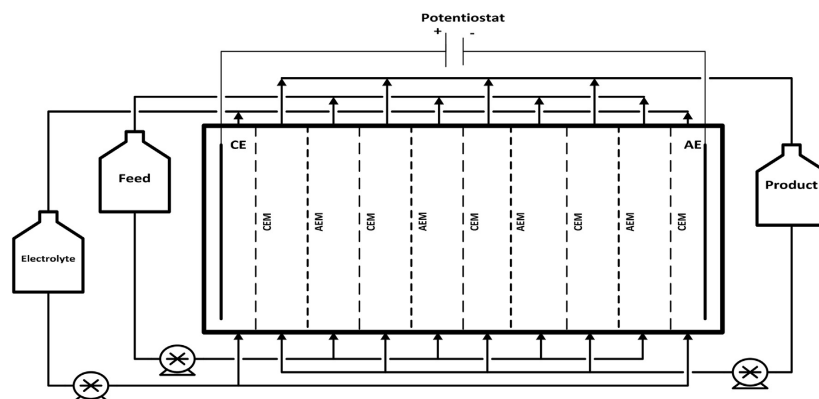 Potentiostat
+ -
CE
AE
Feed
Product
Electrolyte
CEM
AEM
CEM
AEM
CEM
AEM
CEM
AEM
CEM